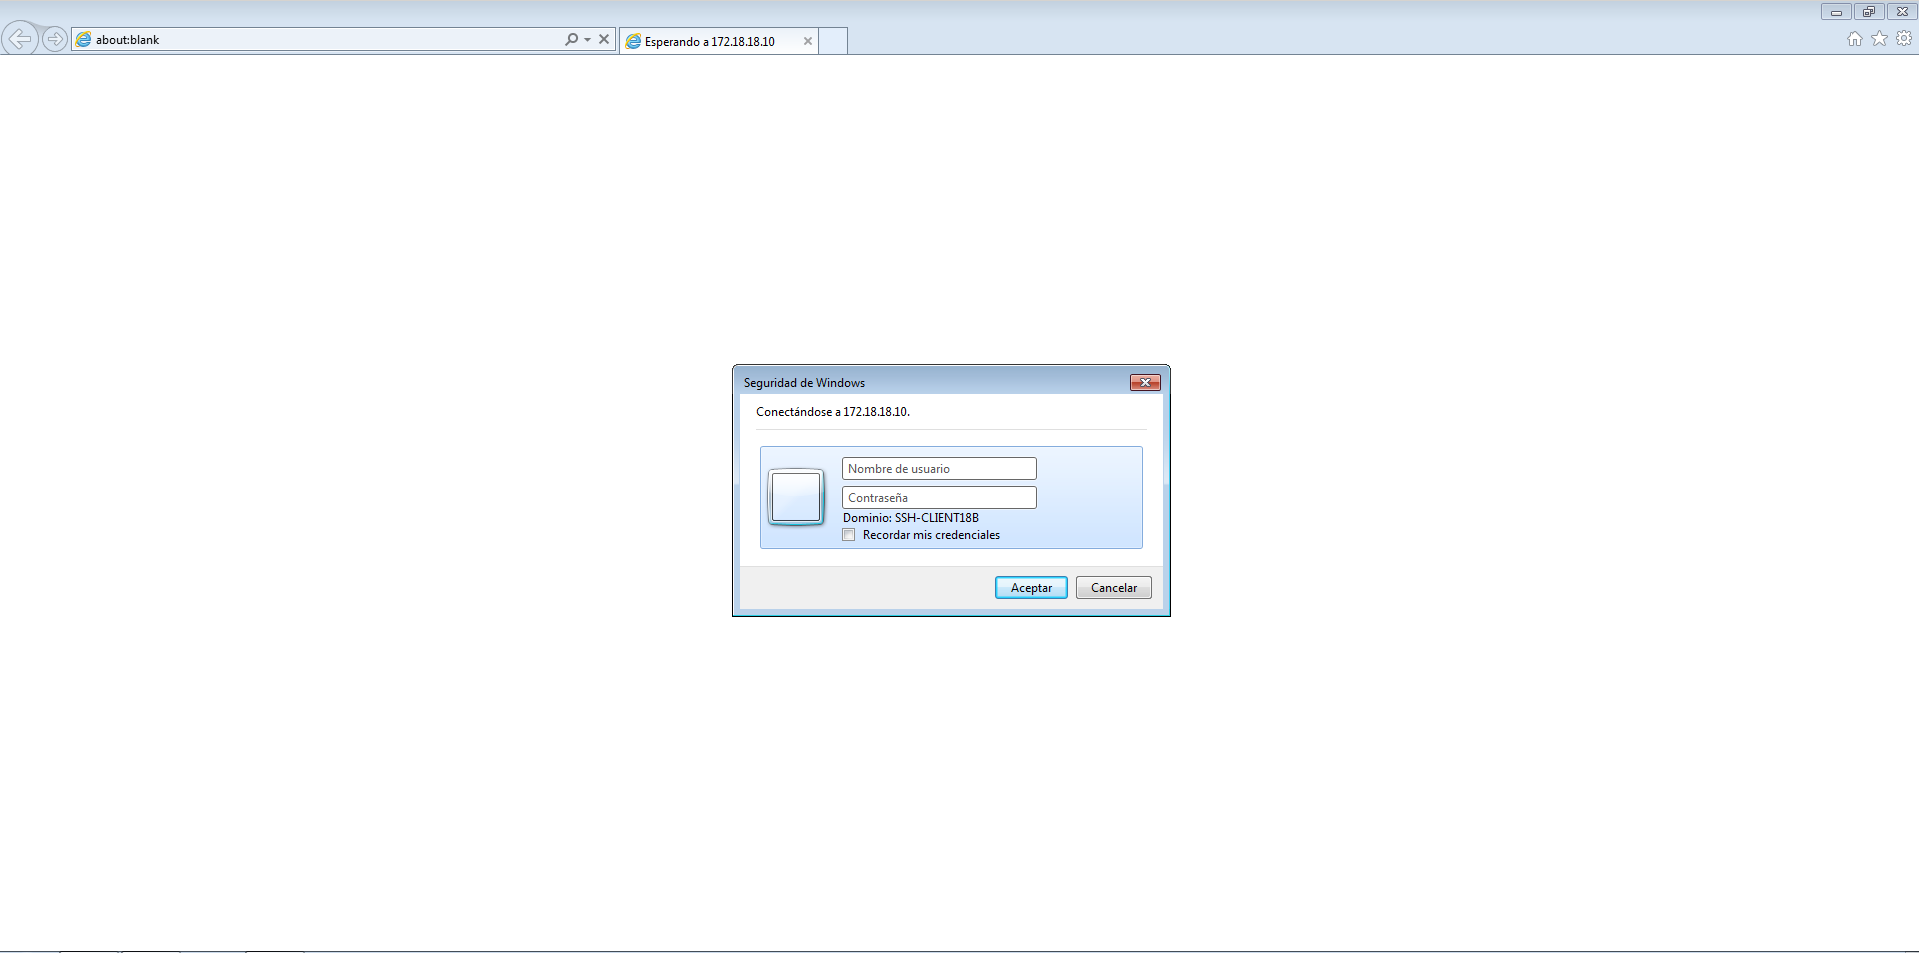 about:blank
Esperando a 172.18.18.10
Seguridad de Windows
Conectándose a 172.18.18.10.
Nombre de usuario
Contraseña
Dominio: SSH-CLIENT18B
Recordar mis credenciales
Aceptar
Cancelar